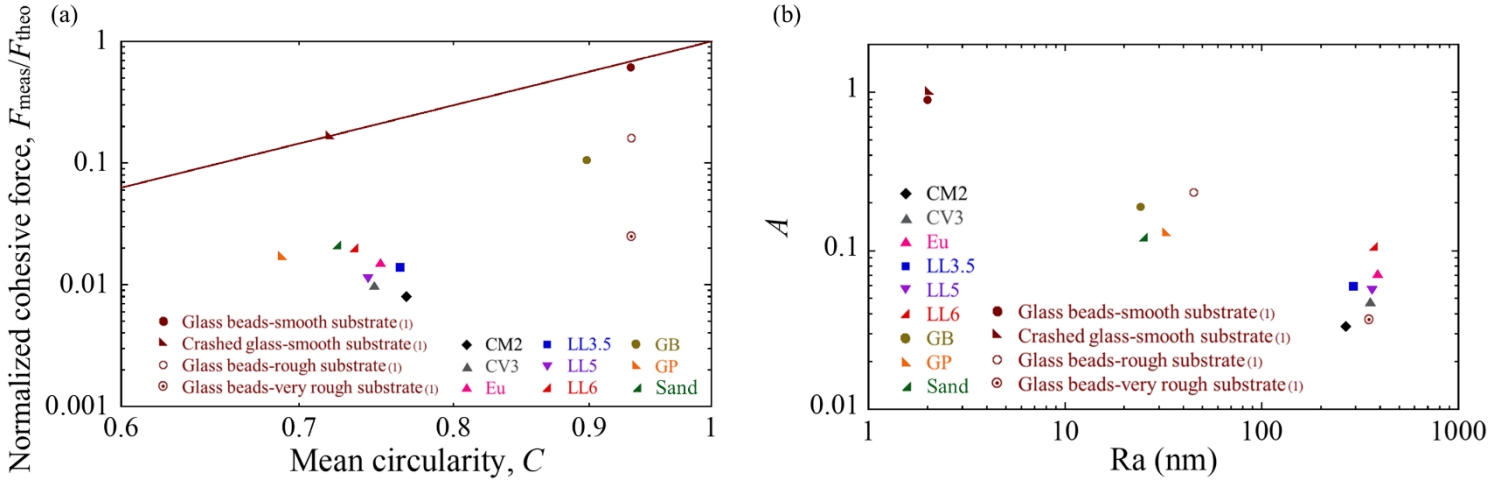 (a)
Normalized cohesive force, Fmeas/Ftheo
1
0.1
0.01
0.001
0.6
0.7
0.8
0.9
1
Mean circularity, C
Glass beads-smooth substrate(1)
Crashed glass-smooth substrate(1)
Glass beads-rough substrate(1)
Glass beads-very rough substrate(1)
CM2
CV3
Eu
LL3.5
LL5
LL6
GB
GP
Sand
(b)
A
1
0.1
0.01
1
10
100
1000
Ra (nm)
CM2
CV3
Eu
LL3.5
LL5
LL6
GB
GP
Sand
Glass beads-smooth substrate(1)
Crashed glass-smooth substrate(1)
Glass beads-rough substrate(1)
Glass beads-very rough substrate(1)